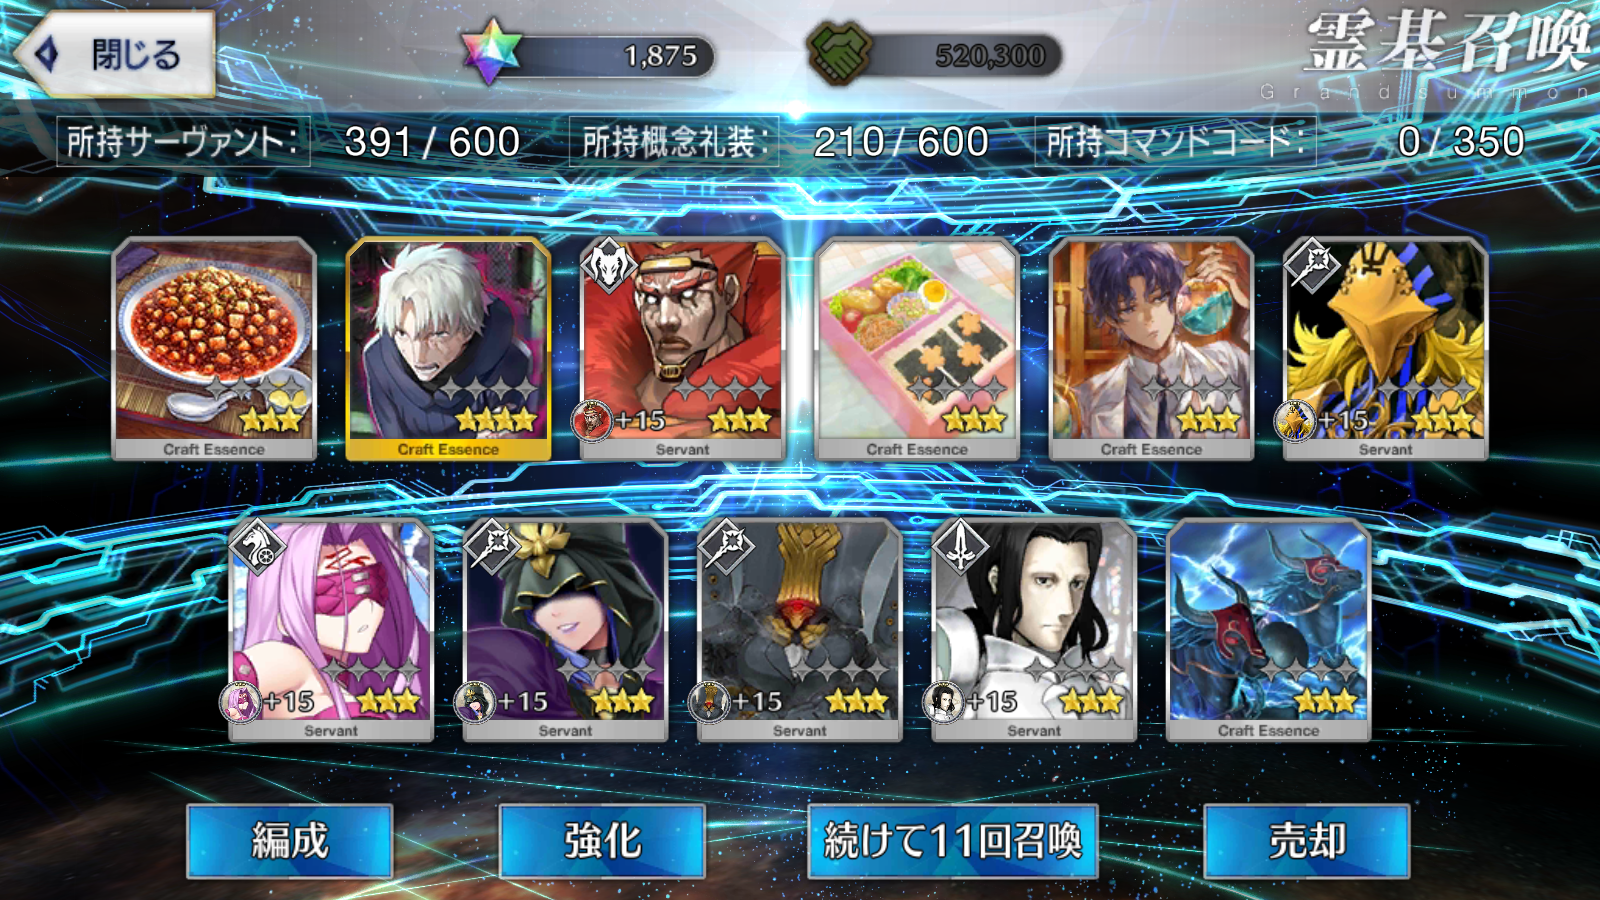 閉じる
1,875
520,300
霊基召喚
Grand summon
所持サーヴァント: 391 / 600
所持概念礼装: 210 / 600
所持コマンドコード: 0 / 350
+15
+15
Craft Essence
Craft Essence
Servant
Craft Essence
Craft Essence
Servant
+15
+15
+15
+15
Servant
Servant
Servant
Servant
Craft Essence
編成
強化
続けて11回召喚
売却